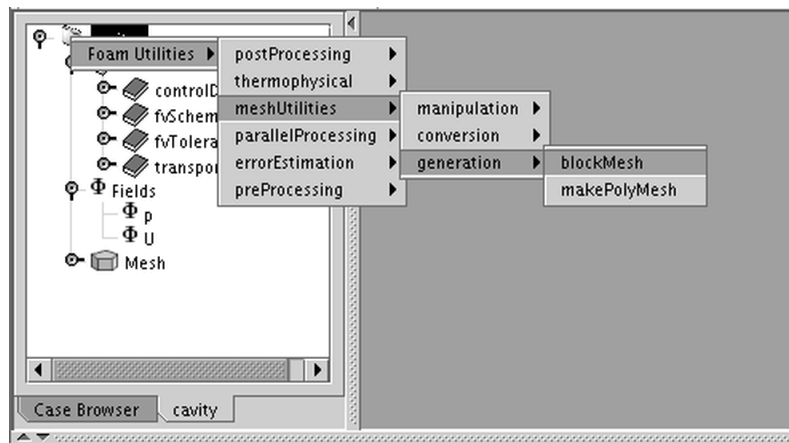 Foam Utilities
postProcessing
thermophysical
meshUtilities
parallelProcessing
errorEstimation
preProcessing
manipulation
conversion
generation
blockMesh
makePolyMesh
controlD
fvSchem
fvTolera
transpor
Φ Fields
Φ p
Φ U
Mesh
Case Browser
cavity